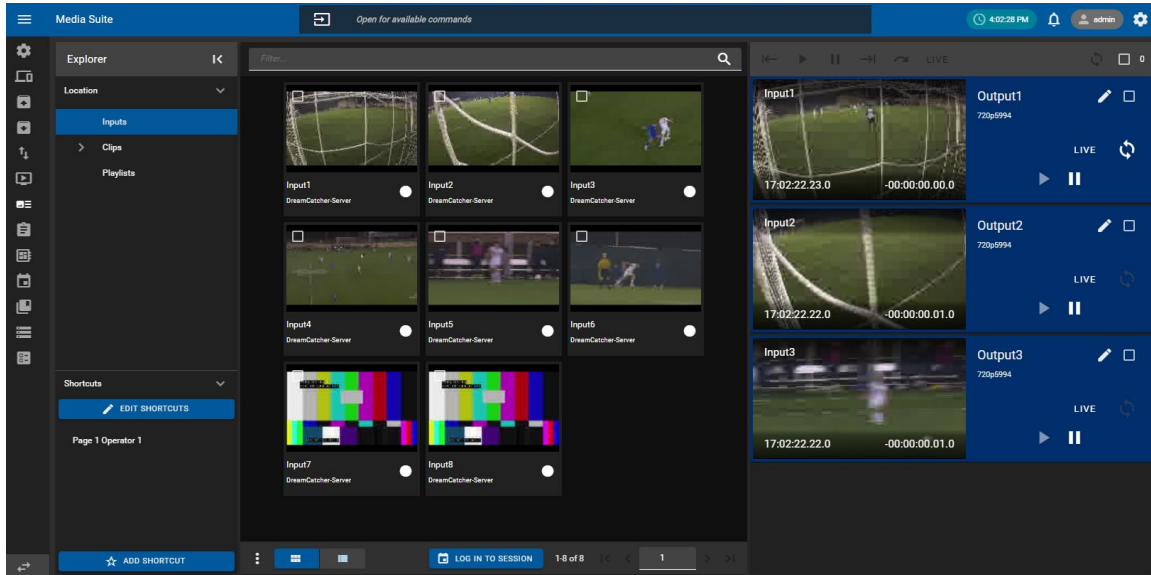 Media Suite
Open for available commands
4:02:28 PM
admin
Explorer
Location
Inputs
Clips
Playlists
Shortcuts
EDIT SHORTCUTS
Page 1 Operator 1
ADD SHORTCUT
Filter...
Input1
DreamCatcher-Server
Input2
DreamCatcher-Server
Input3
DreamCatcher-Server
Input4
DreamCatcher-Server
Input5
DreamCatcher-Server
Input6
DreamCatcher-Server
Input7
DreamCatcher-Server
Input8
DreamCatcher-Server
LOG IN TO SESSION
1-8 of 8
1
LIVE
0
Input1
17:02:22.23.0 -00:00:00.00.0
Output1
720p5994
LIVE
Input2
17:02:22.22.0 -00:00:00.01.0
Output2
720p5994
LIVE
Input3
17:02:22.22.0 -00:00:00.01.0
Output3
720p5994
LIVE